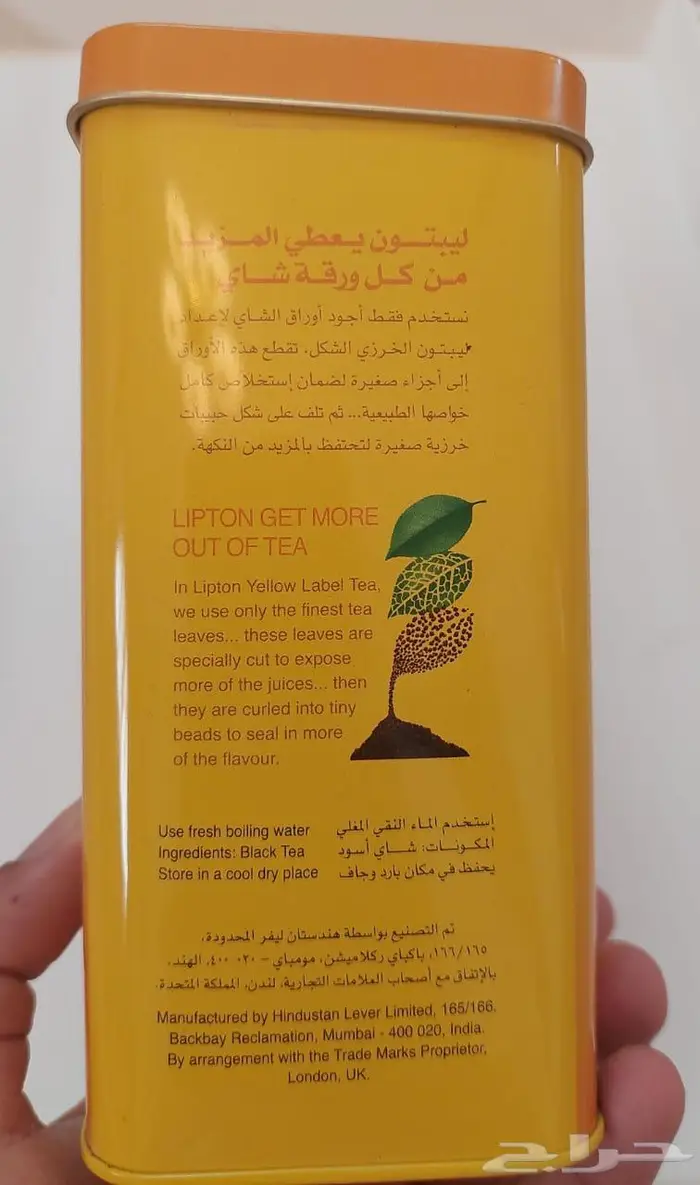 ليبتون يعطي المزيد
من كل ورقة شاي
نستخدم فقط أجود أوراق الشاي لاعداد
ليبتون الخرزي الشكل، تقطع هذه الأوراق
إلى أجزاء صغيرة لضمان إستخلاص كامل
خواصها الطبيعية... ثم تلف على شكل حبيبات
خرزية صغيرة لتحتفظ بالمزيد من النكهة.
LIPTON GET MORE
OUT OF TEA
In Lipton Yellow Label Tea,
we use only the finest tea
leaves... these leaves are
specially cut to expose
more of the juices... then
they are curled into tiny
beads to seal in more
of the flavour.
Use fresh boiling water
Ingredients: Black Tea
Store in a cool dry place
إستخدم الماء النقي المغلي
المكونات: شاي أسود
يحفظ في مكان بارد وجاف
تم التصنيع بواسطة هندستان ليفر المحدودة،
١٦٦/١٦٥، باكباي ركلاميشن، مومباي - ٠٢٠ ٤٠٠، الهند.
بالإتفاق مع أصحاب العلامات التجارية، لندن، المملكة المتحدة.
Manufactured by Hindustan Lever Limited, 165/166,
Backbay Reclamation, Mumbai - 400 020, India.
By arrangement with the Trade Marks Proprietor,
London, UK.
حراج